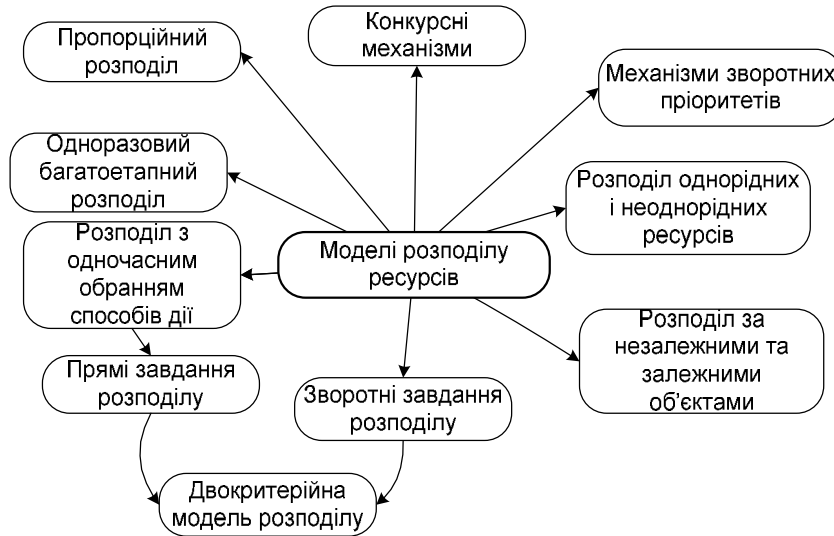 Пропорційний
розподіл
Конкурсні
механізми
Механізми зворотних
пріоритетів
Одноразовий
багатоетапний
розподіл
Розподіл однорідних
і неоднорідних
ресурсів
Моделі розподілу
ресурсів
Розподіл з
одночасним
обранням
способів дії
Розподіл за
незалежними та
залежними
об'єктами
Прямі завдання
розподілу
Зворотні завдання
розподілу
Двокритерійна
модель розподілу